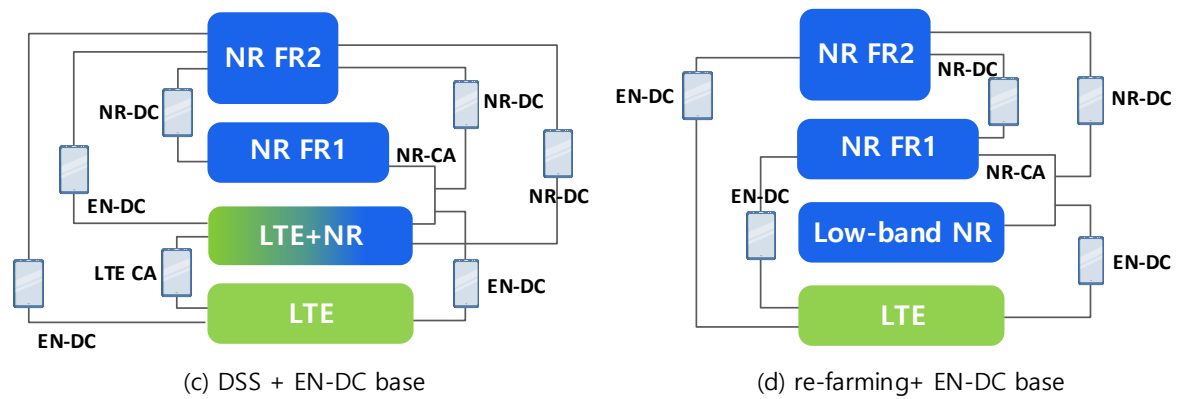 NR FR2
NR-DC
NR-DC
NR FR1
NR-CA
EN-DC
NR-DC
LTE+NR
LTE CA
EN-DC
LTE
EN-DC
(c) DSS + EN-DC base
NR FR2
NR-DC
EN-DC
NR-DC
NR FR1
NR-CA
EN-DC
Low-band NR
EN-DC
LTE
(d) re-farming+ EN-DC base